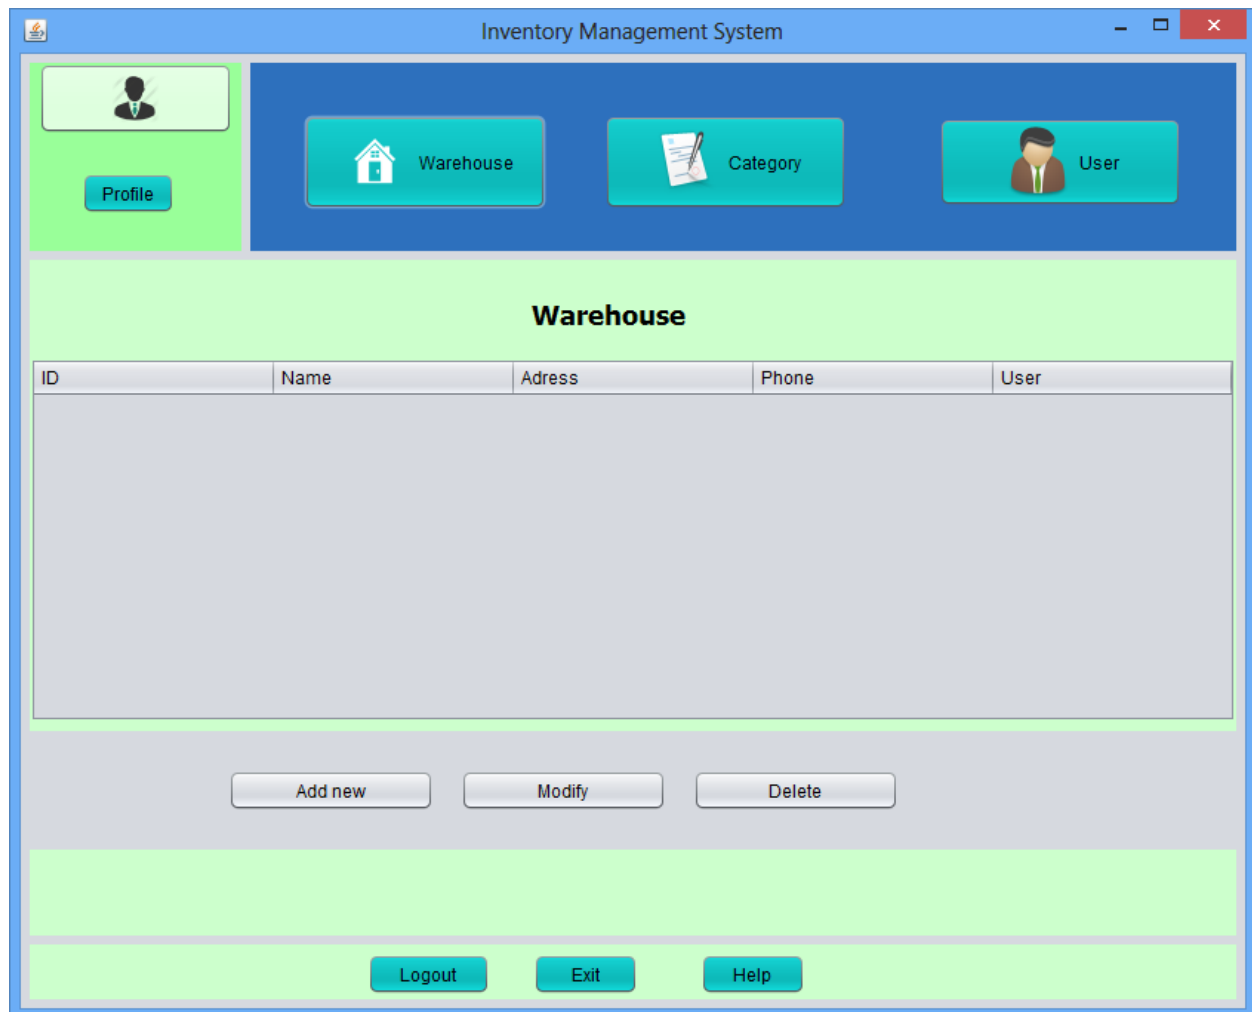 Inventory Management System
Warehouse Category User
Profile
Warehouse
ID Name Adress Phone User
Add new Modify Delete
Logout Exit Help